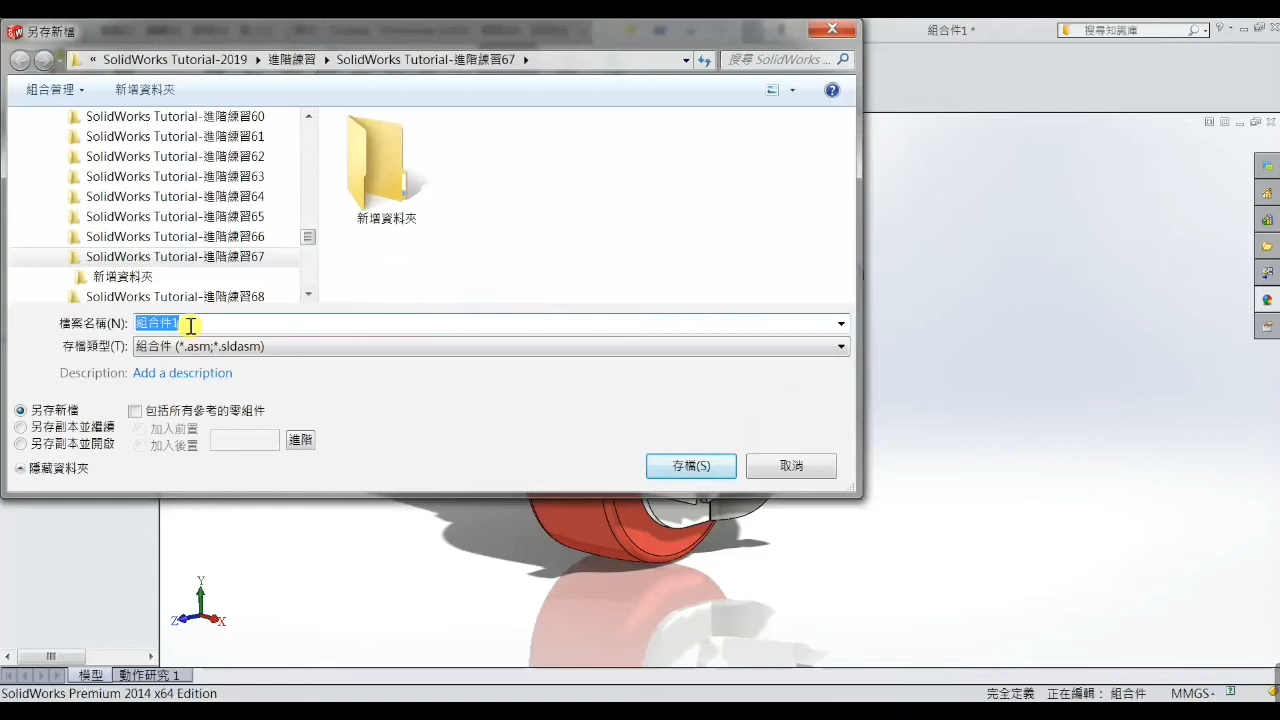 另存新檔
組合件1 *
搜尋知識庫
« SolidWorks Tutorial-2019 ▸ 進階練習 ▸ SolidWorks Tutorial-進階練習67 ▸
搜尋 SolidWorks Tutorial-進階...
組合管理
新增資料夾
SolidWorks Tutorial-進階練習60
SolidWorks Tutorial-進階練習61
SolidWorks Tutorial-進階練習62
SolidWorks Tutorial-進階練習63
SolidWorks Tutorial-進階練習64
SolidWorks Tutorial-進階練習65
SolidWorks Tutorial-進階練習66
SolidWorks Tutorial-進階練習67
新增資料夾
SolidWorks Tutorial-進階練習68
新增資料夾
檔案名稱(N): 組合件1
存檔類型(T): 組合件 (*.asm;*.sldasm)
Description: Add a description
另存新檔
另存副本並繼續
另存副本並開啟
包括所有參考的零組件
加入前置
加入後置
進階
隱藏資料夾
存檔(S)
取消
Y
Z
X
模型
動作研究 1
SolidWorks Premium 2014 x64 Edition
完全定義
正在編輯： 組合件
MMGS